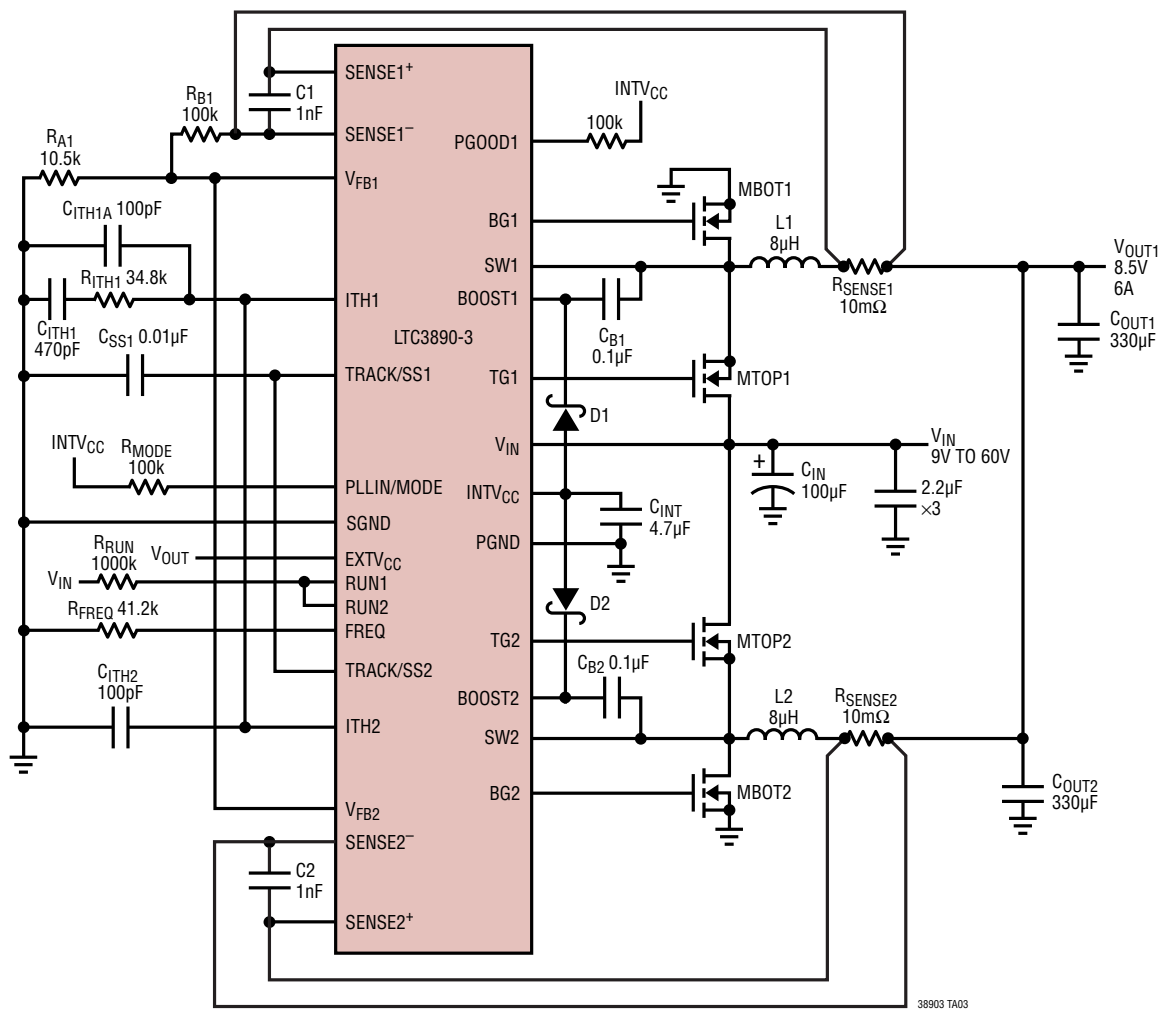 SENSE1+
C1
1nF
RB1
100k
SENSE1–
INTVCC
100k
PGOOD1
RA1
10.5k
VFB1
MBOT1
CITH1A 100pF
BG1
L1
8µH
VOUT1
8.5V
6A
SW1
RSENSE1
10mΩ
RITH1 34.8k
ITH1
BOOST1
CB1
0.1µF
COUT1
330µF
CITH1
470pF
LTC3890-3
CSS1 0.01µF
TRACK/SS1
TG1
MTOP1
D1
INTVCC
RMODE
100k
VIN
VIN
9V TO 60V
+
CIN
100µF
2.2µF
×3
PLLIN/MODE
INTVCC
CINT
4.7µF
SGND
PGND
RRUN
1000k
VOUT
EXTVCC
VIN
RUN1
RUN2
D2
RFREQ 41.2k
FREQ
TG2
MTOP2
CITH2
100pF
TRACK/SS2
CB2 0.1µF
BOOST2
L2
8µH
RSENSE2
10mΩ
ITH2
SW2
BG2
MBOT2
COUT2
330µF
VFB2
SENSE2–
C2
1nF
SENSE2+
38903 TA03